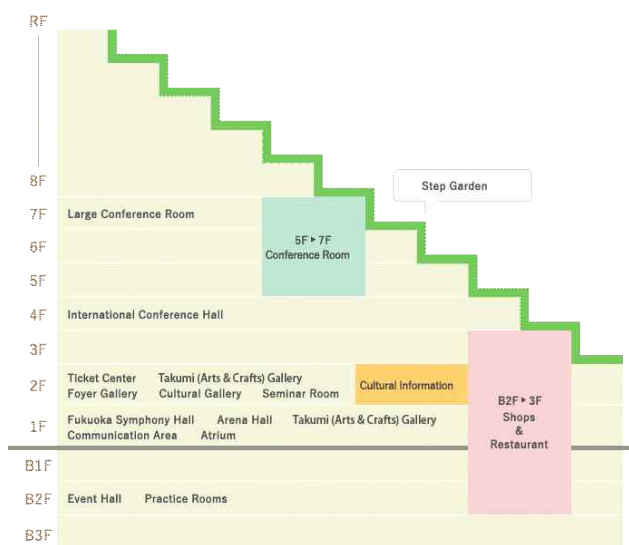 RF
8F
Step Garden
7F
Large Conference Room
5F▶7F
Conference Room
6F
5F
4F
International Conference Hall
3F
2F
Ticket Center Takumi (Arts & Crafts) Gallery
Foyer Gallery Cultural Gallery Seminar Room
Cultural Information
B2F▶3F
Shops
&
Restaurant
1F
Fukuoka Symphony Hall Arena Hall Takumi (Arts & Crafts) Gallery
Communication Area Atrium
B1F
B2F
Event Hall Practice Rooms
B3F